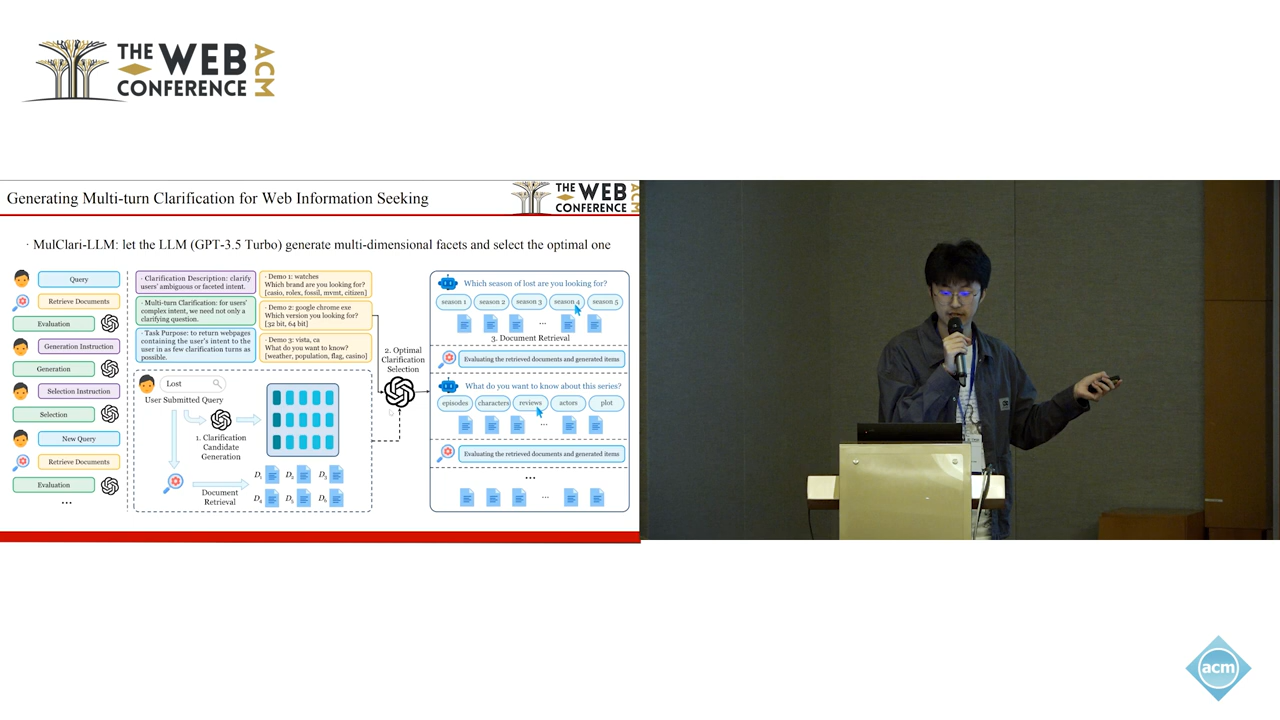 THE WEB
CONFERENCE
ACM
Generating Multi-turn Clarification for Web Information Seeking
THE WEB
CONFERENCE
ACM
· MulClari-LLM: let the LLM (GPT-3.5 Turbo) generate multi-dimensional facets and select the optimal one
Query
Retrieve Documents
Evaluation
Generation Instruction
Generation
Selection Instruction
Selection
New Query
Retrieve Documents
Evaluation
...
· Clarification Description: clarify
users' ambiguous or faceted intent.
· Multi-turn Clarification: for users'
complex intent, we need not only a
clarifying question.
· Task Purpose: to return webpages
containing the user's intent to the
user in as few clarification turns as
possible.
· Demo 1: watches
Which brand are you looking for?
[casio, rolex, fossil, mvmt, citizen]
· Demo 2: google chrome exe
Which version you looking for?
[32 bit, 64 bit]
· Demo 3: vista, ca
What do you want to know?
[weather, population, flag, casino]
Lost
User Submitted Query
1. Clarification
Candidate
Generation
Document
Retrieval
D1 D2 D3
D4 D5 D6
2. Optimal
Clarification
Selection
Which season of lost are you looking for?
season 1 season 2 season 3 season 4 season 5
...
3. Document Retrieval
Evaluating the retrieved documents and generated items
What do you want to know about this series?
episodes characters reviews actors plot
...
Evaluating the retrieved documents and generated items
...
...
acm